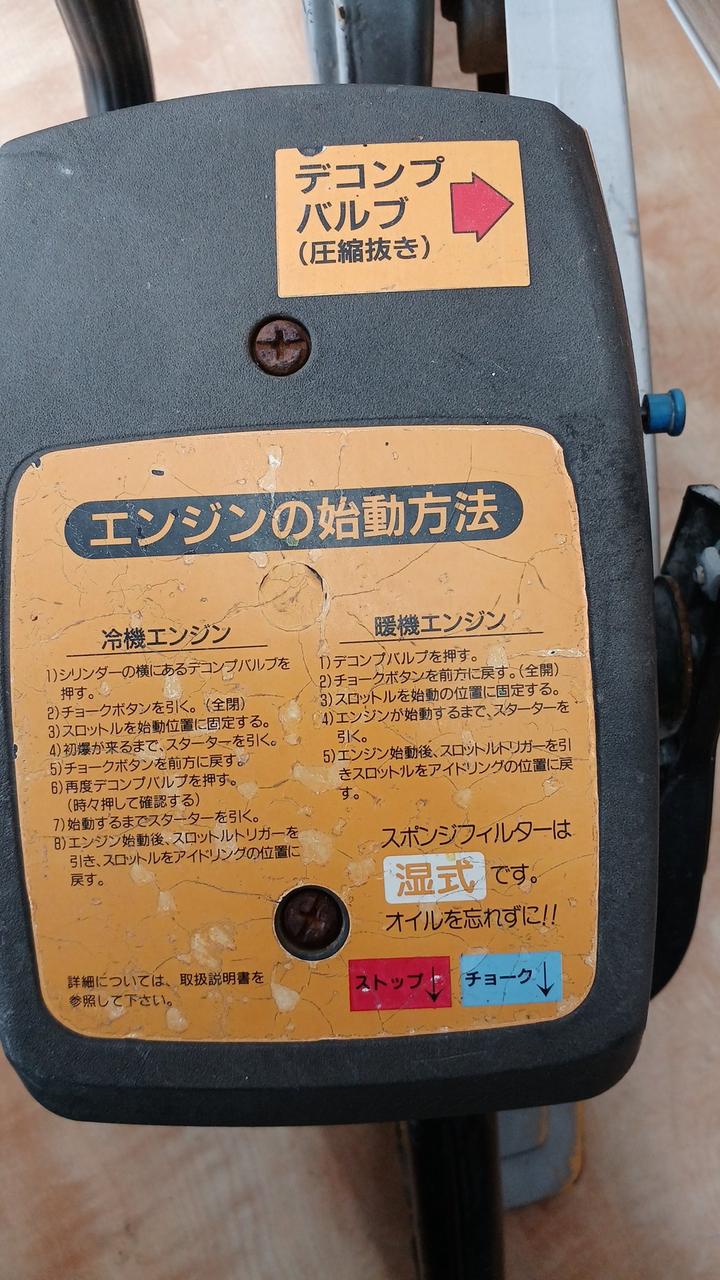 デコンプ
バルブ
(圧縮抜き)
エンジンの始動方法
冷機エンジン
1)シリンダーの横にあるデコンプバルブを
押す。
2)チョークボタンを引く。(全閉)
3)スロットルを始動位置に固定する。
4)初爆が来るまで、スターターを引く。
5)チョークボタンを前方に戻す。
6)再度デコンプバルブを押す。
(時々押して確認する)
7)始動するまでスターターを引く。
8)エンジン始動後、スロットルトリガーを
引き、スロットルをアイドリングの位置に
戻す。
暖機エンジン
1)デコンプバルブを押す。
2)チョークボタンを前方に戻す。(全開)
3)スロットルを始動の位置に固定する。
4)エンジンが始動するまで、スターターを
引く。
5)エンジン始動後、スロットルトリガーを引
きスロットルをアイドリングの位置に戻
す。
スポンジフィルターは
湿式です。
オイルを忘れずに!!
詳細については、取扱説明書を
参照して下さい。
ストップ↓
チョーク↓